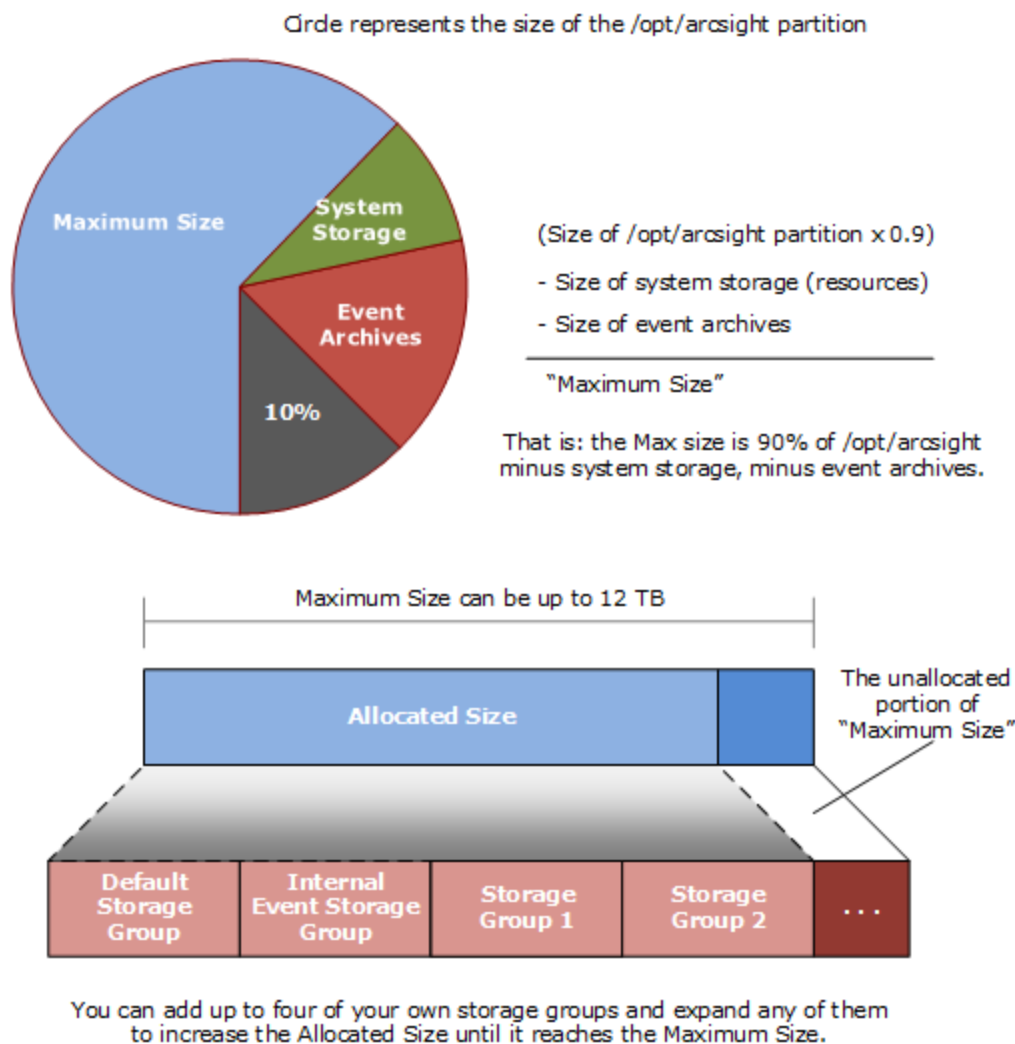 Circle represents the size of the /opt/arcsight partition
Maximum Size
System
Storage
Event
Archives
10%
(Size of /opt/arcsight partition x 0.9)
- Size of system storage (resources)
- Size of event archives
“Maximum Size”
That is: the Max size is 90% of /opt/arcsight
minus system storage, minus event archives.
Maximum Size can be up to 12 TB
Allocated Size
The unallocated
portion of
“Maximum Size”
Default
Storage
Group
Internal
Event Storage
Group
Storage
Group 1
Storage
Group 2
...
You can add up to four of your own storage groups and expand any of them
to increase the Allocated Size until it reaches the Maximum Size.